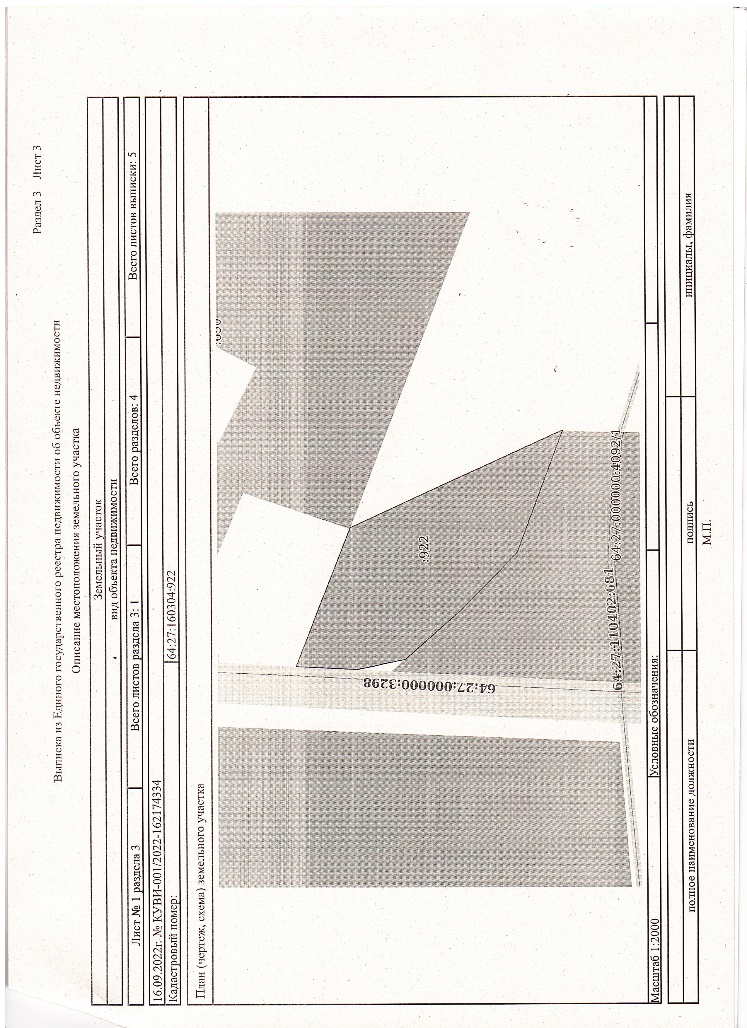 Раздел 3 Лист 3
Выписка из Единого государственного реестра недвижимости об объекте недвижимости
Описание местоположения земельного участка
Земельный участок
вид объекта недвижимости
Лист № 1 раздела 3 Всего листов раздела 3: 1 Всего разделов: 4 Всего листов выписки: 5
16.09.2022г. № КУВИ-001/2022-162174334
Кадастровый номер: 64:27:160304:922
План (чертеж, схема) земельного участка
:922
64:27:000000:3298
64:27:110402:681
64:27:000000:4092/1
Масштаб 1:2000 Условные обозначения:
полное наименование должности подпись инициалы, фамилия
М.П.